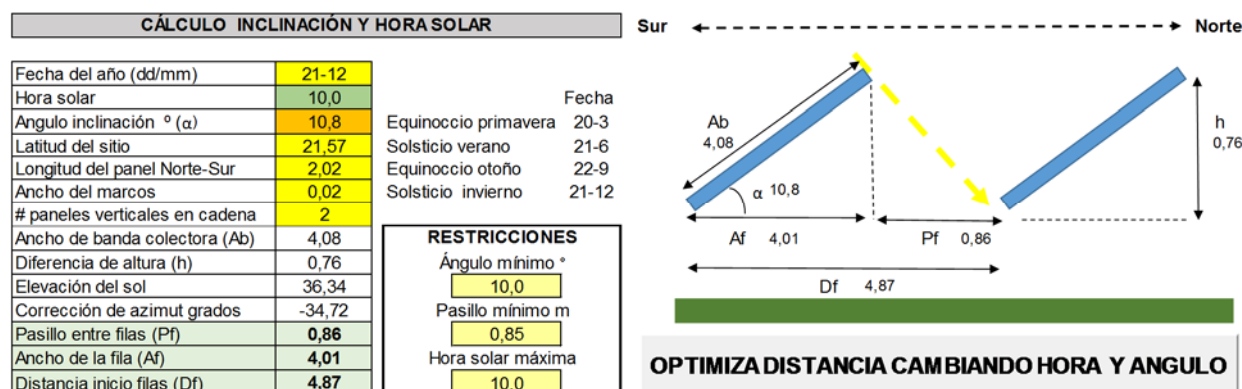 CÁLCULO INCLINACIÓN Y HORA SOLAR
Fecha del año (dd/mm) 21-12
Hora solar 10,0
Angulo inclinación º (α) 10,8
Latitud del sitio 21,57
Longitud del panel Norte-Sur 2,02
Ancho del marcos 0,02
# paneles verticales en cadena 2
Ancho de banda colectora (Ab) 4,08
Diferencia de altura (h) 0,76
Elevación del sol 36,34
Corrección de azimut grados -34,72
Pasillo entre filas (Pf) 0,86
Ancho de la fila (Af) 4,01
Distancia inicio filas (Df) 4,87
Fecha
Equinoccio primavera 20-3
Solsticio verano 21-6
Equinoccio otoño 22-9
Solsticio invierno 21-12
RESTRICCIONES
Ángulo mínimo °
10,0
Pasillo mínimo m
0,85
Hora solar máxima
10,0
Sur Norte
Ab
4,08
α 10,8
h
0,76
Af 4,01 Pf 0,86
Df 4,87
OPTIMIZA DISTANCIA CAMBIANDO HORA Y ANGULO